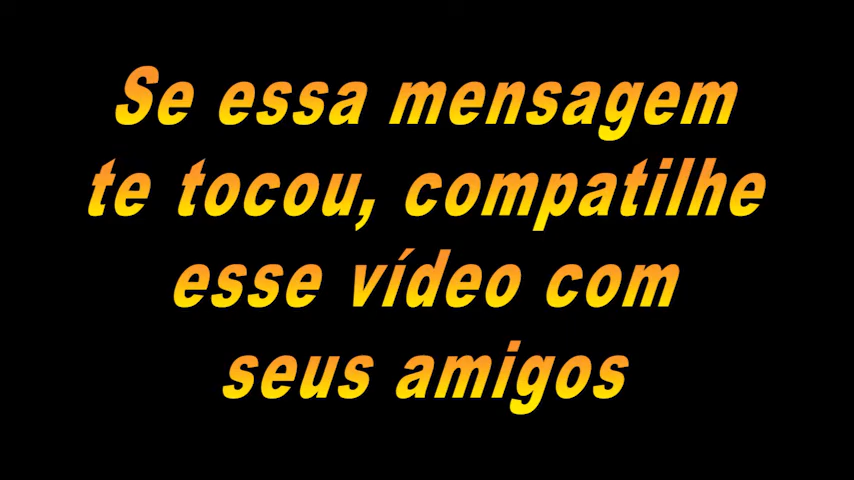 Se essa mensagem
te tocou, compatilhe
esse vídeo com
seus amigos